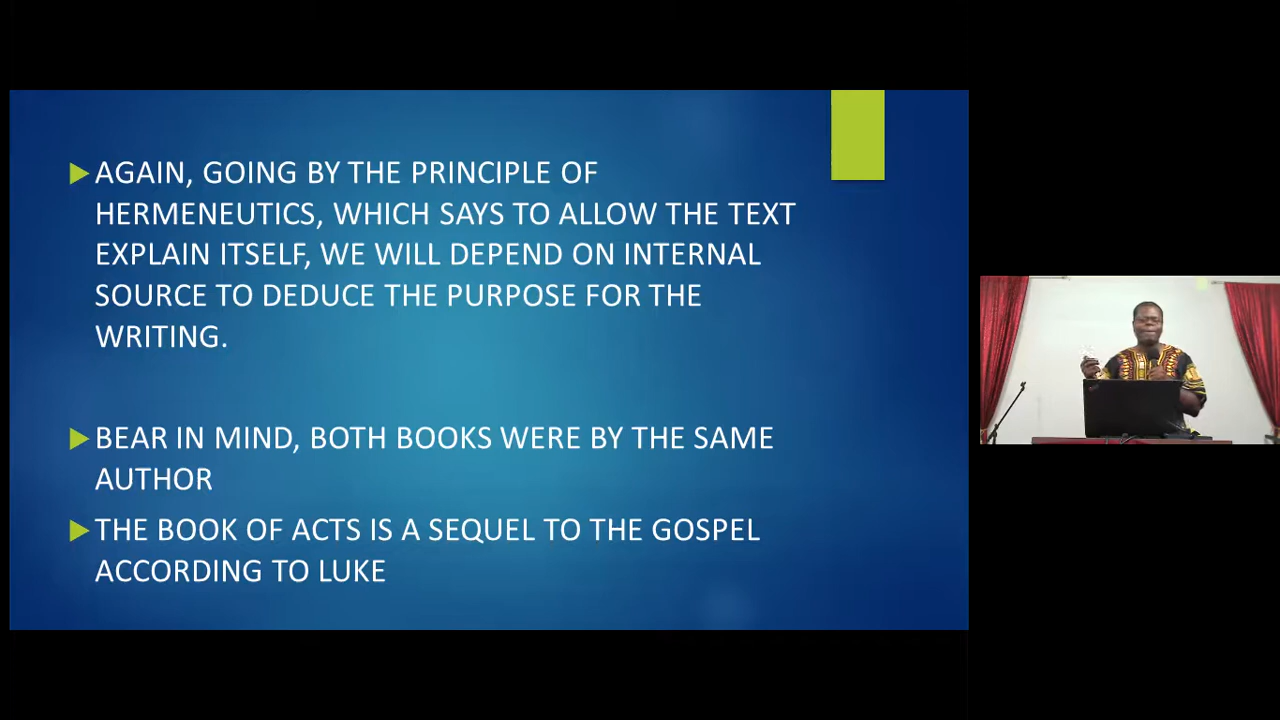 AGAIN, GOING BY THE PRINCIPLE OF
HERMENEUTICS, WHICH SAYS TO ALLOW THE TEXT
EXPLAIN ITSELF, WE WILL DEPEND ON INTERNAL
SOURCE TO DEDUCE THE PURPOSE FOR THE
WRITING.
BEAR IN MIND, BOTH BOOKS WERE BY THE SAME
AUTHOR
THE BOOK OF ACTS IS A SEQUEL TO THE GOSPEL
ACCORDING TO LUKE